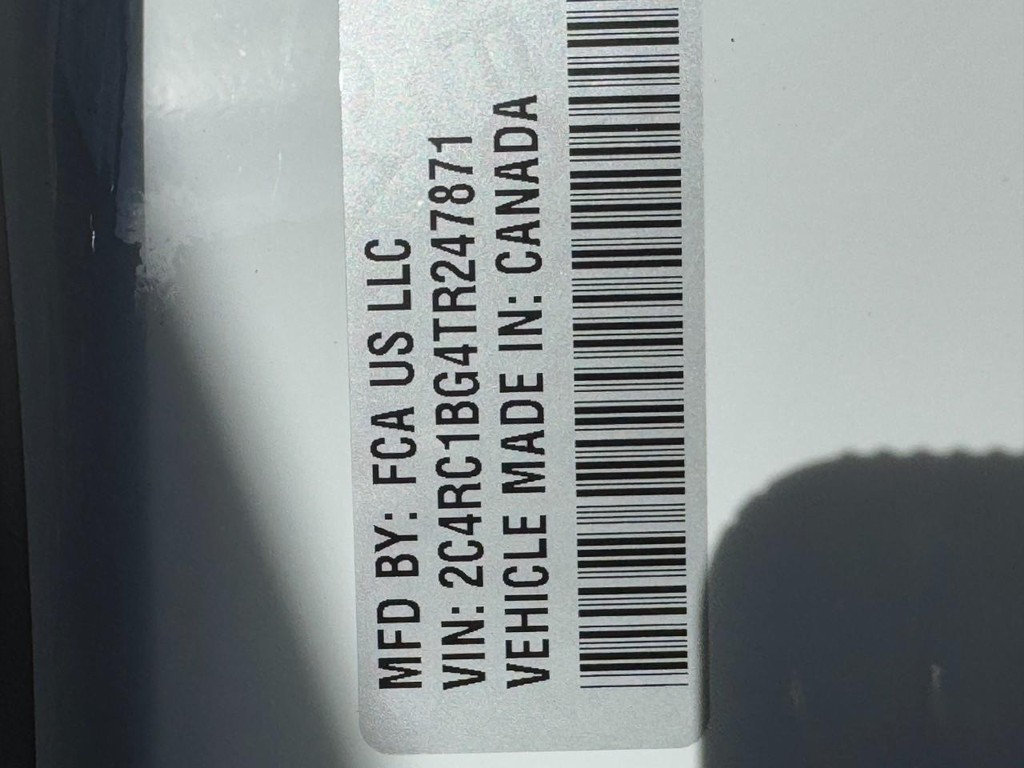 MFD BY: FCA US LLC
VIN: 2C4RC1BG4TR247871
VEHICLE MADE IN: CANADA